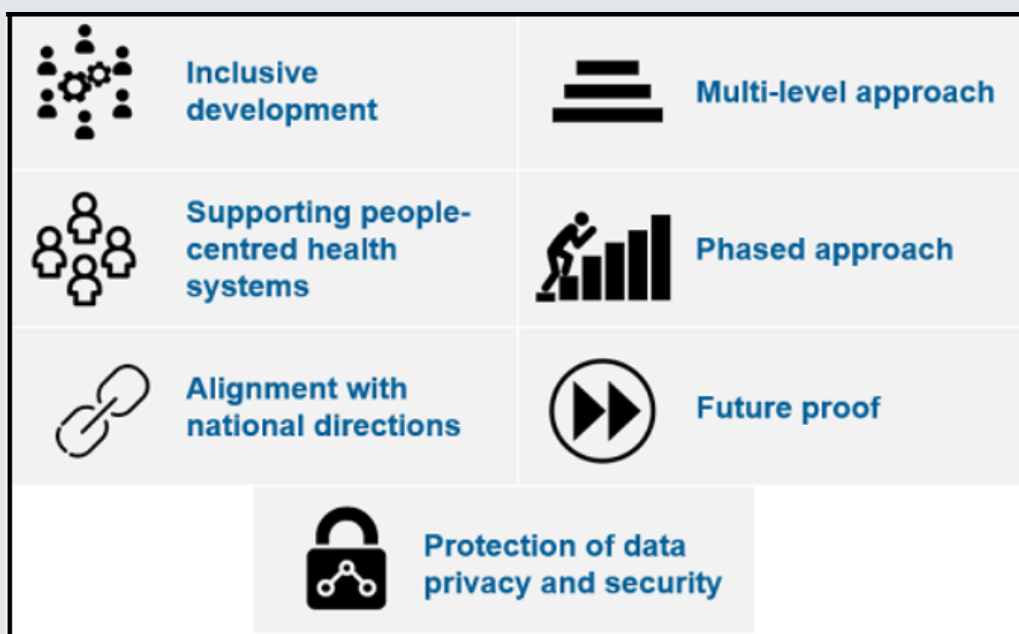 Inclusive
development
Multi-level approach
Supporting people-
centred health
systems
Phased approach
Alignment with
national directions
Future proof
Protection of data
privacy and security